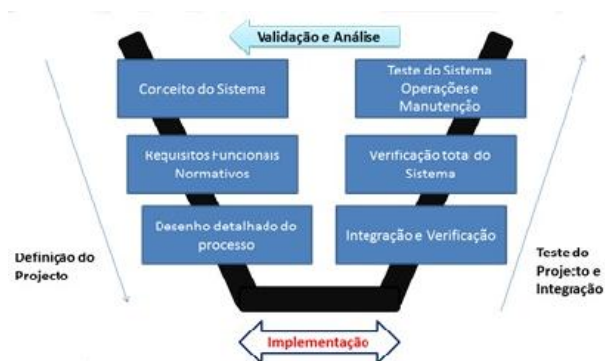 Validação e Análise
Conceito do Sistema
Teste do Sistema
Operações e
Manutenção
Requisitos Funcionais
Normativos
Verificação total do
Sistema
Desenho detalhado do
processo
Integração e Verificação
Definição do
Projecto
Teste do
Projecto e
Integração
Implementação